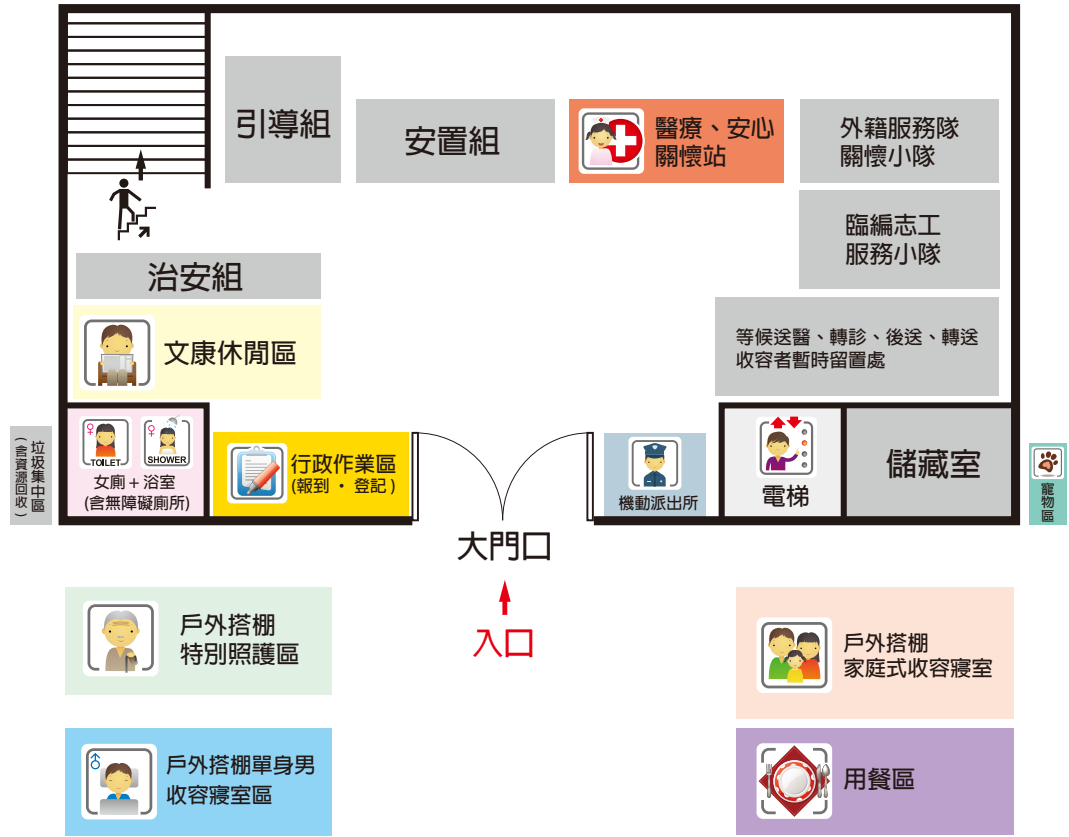 引導組
安置組
醫療、安心
關懷站
外籍服務隊
關懷小隊
臨編志工
服務小隊
治安組
等候送醫、轉診、後送、轉送
收容者暫時留置處
文康休閒區
TOILET
SHOWER
女廁+浴室
(含無障礙廁所)
行政作業區
(報到 · 登記)
機動派出所
電梯
儲藏室
垃圾集中區
(含資源回收)
寵物區
大門口
入口
戶外搭棚
特別照護區
戶外搭棚
家庭式收容寢室
戶外搭棚單身男
收容寢室區
用餐區